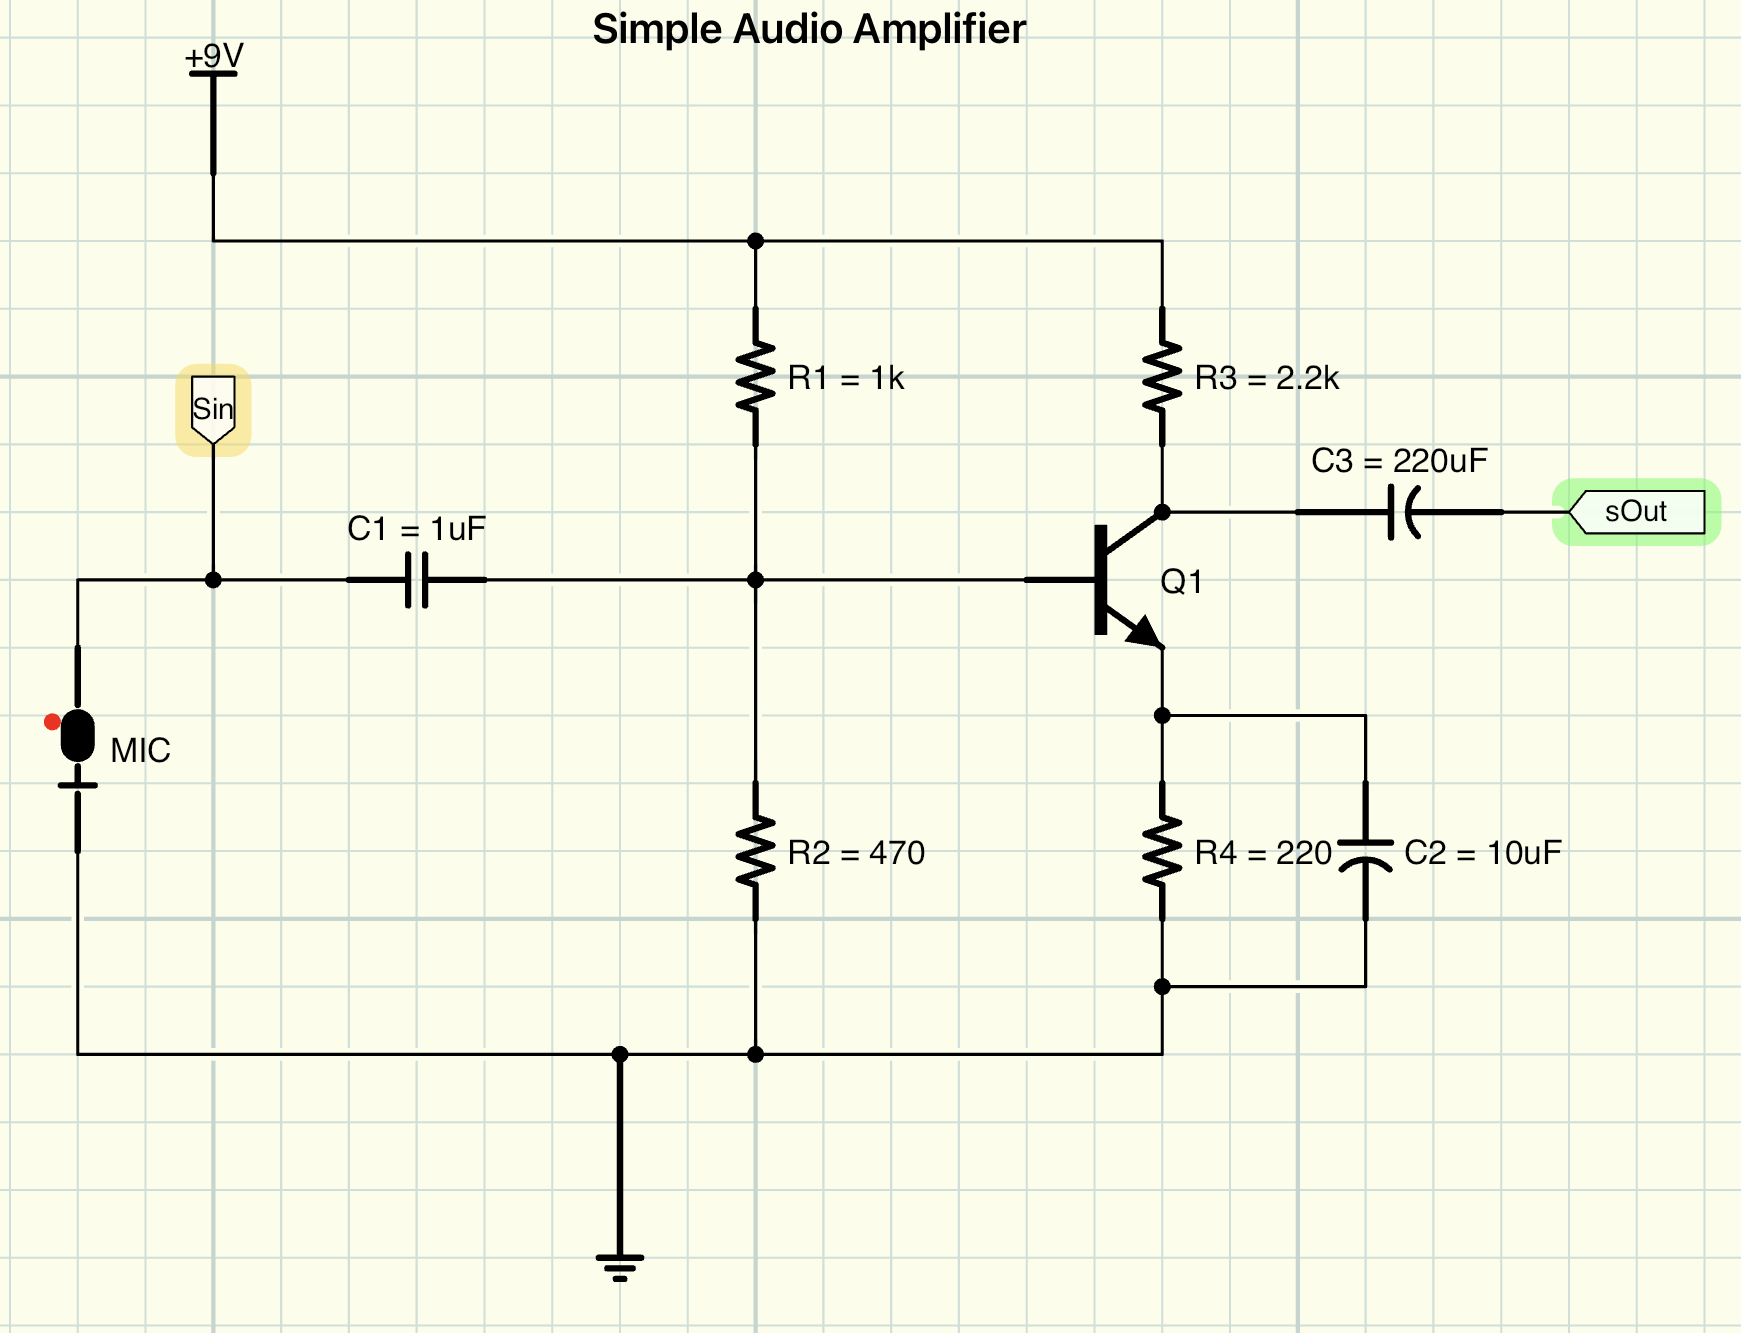 Simple Audio Amplifier
+9V
R1 = 1k
R3 = 2.2k
Sin
C3 = 220uF
sOut
C1 = 1uF
Q1
MIC
R2 = 470
R4 = 220
C2 = 10uF